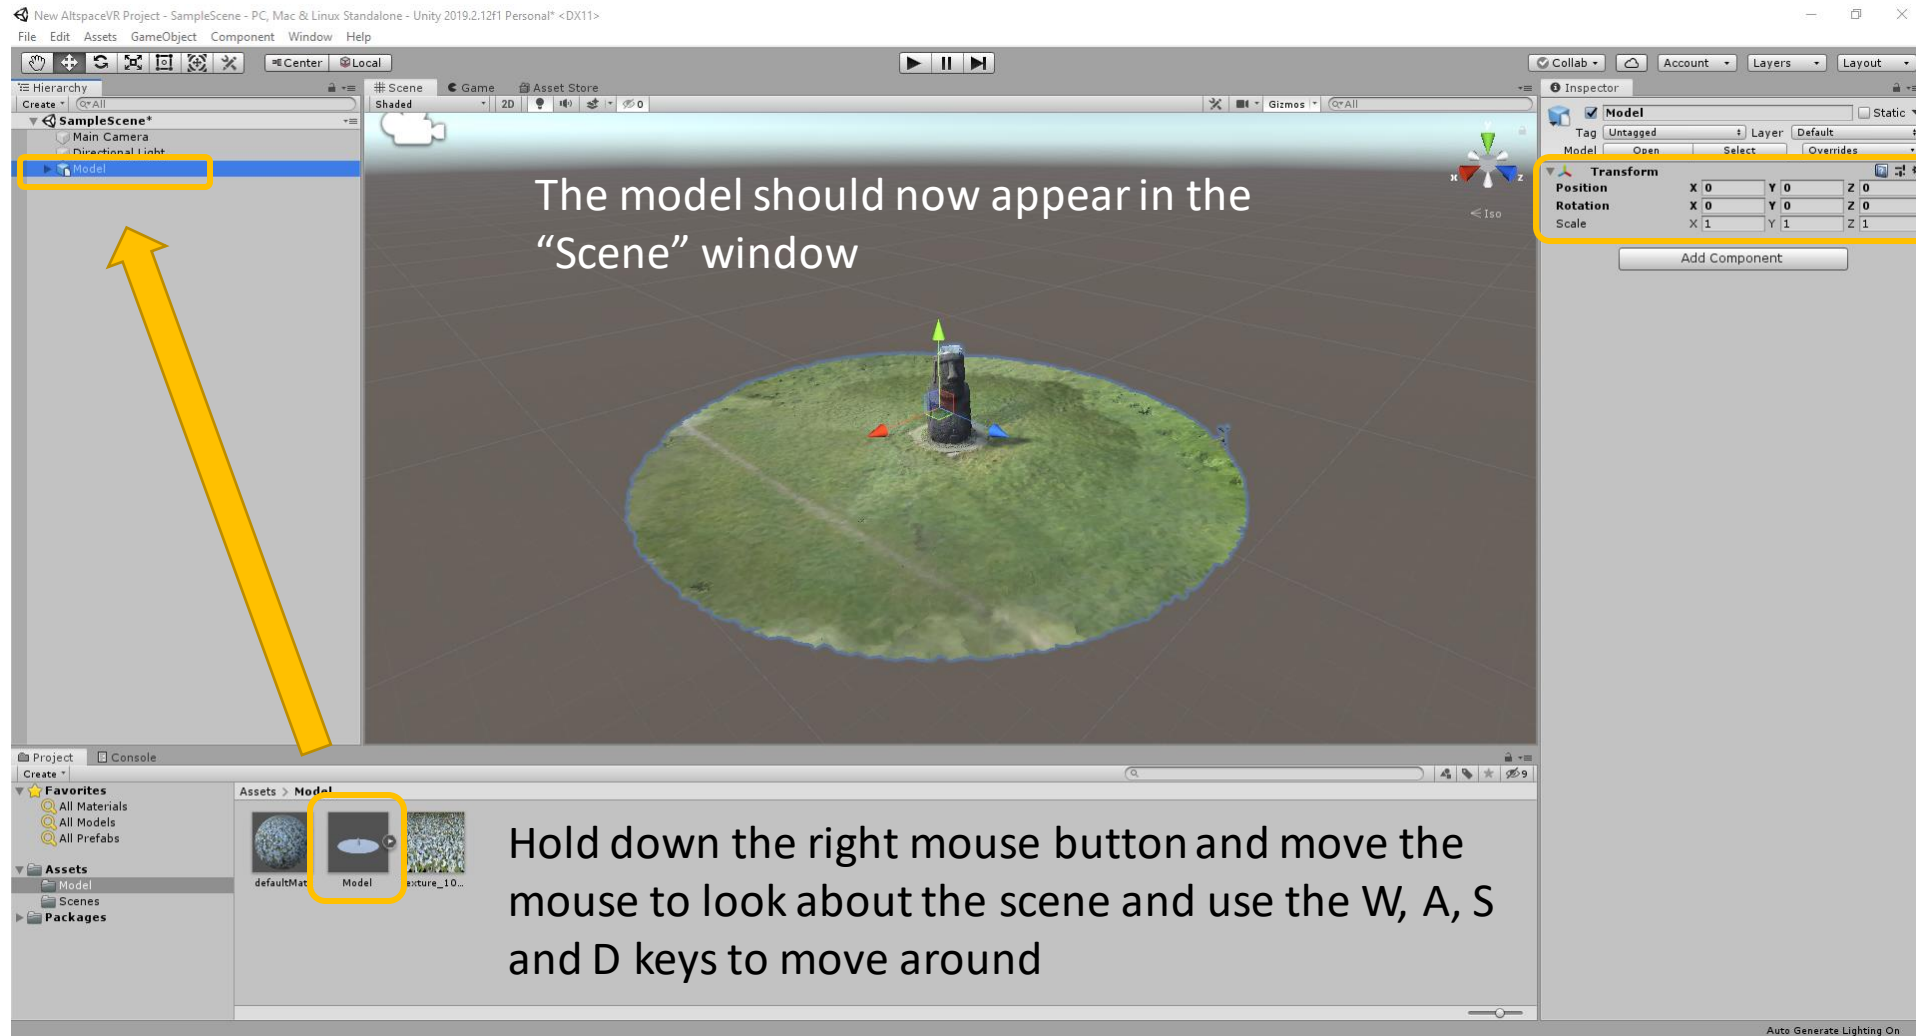 New AltspaceVR Project - SampleScene - PC, Mac & Linux Standalone - Unity 2019.2.12f1 Personal* <DX11>
File Edit Assets GameObject Component Window Help
Center Local
Collab Account Layers Layout
Hierarchy
Create All
SampleScene*
Main Camera
Directional Light
Model
Scene Game Asset Store
Shaded 2D 0 Gizmos All
y
x z
Iso
The model should now appear in the
“Scene” window
Inspector
Model Static
Tag Untagged Layer Default
Model Open Select Overrides
Transform
Position X 0 Y 0 Z 0
Rotation X 0 Y 0 Z 0
Scale X 1 Y 1 Z 1
Add Component
Project Console
Create 9
Favorites
All Materials
All Models
All Prefabs
Assets
Model
Scenes
Packages
Assets > Model
defaultMat Model exture_10...
Hold down the right mouse button and move the
mouse to look about the scene and use the W, A, S
and D keys to move around
Auto Generate Lighting On